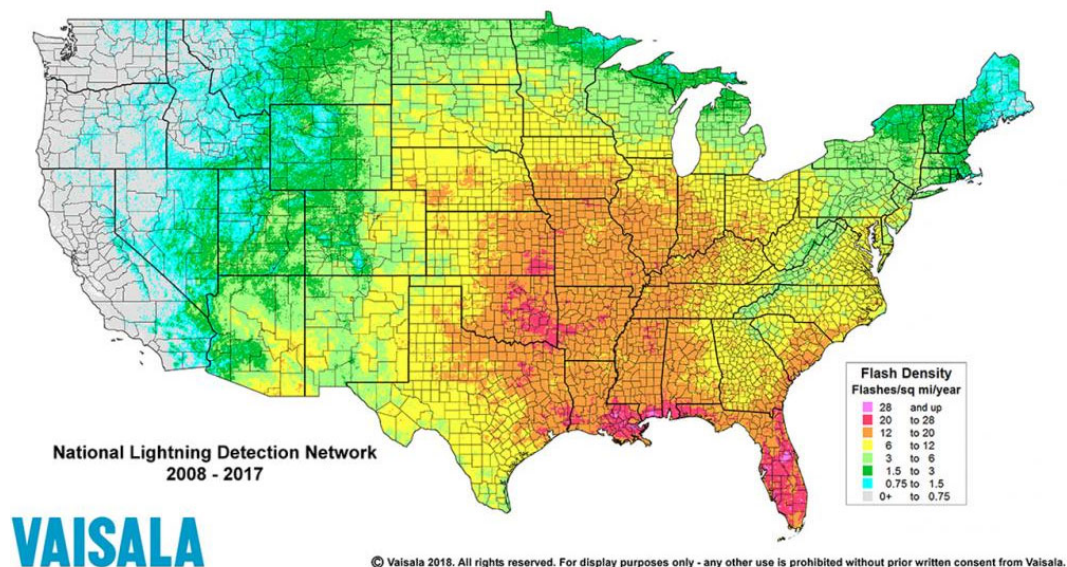 National Lightning Detection Network
2008 - 2017
Flash Density
Flashes/sq mi/year
28 and up
20 to 28
12 to 20
6 to 12
3 to 6
1.5 to 3
0.75 to 1.5
0+ to 0.75
VAISALA
© Vaisala 2018. All rights reserved. For display purposes only - any other use is prohibited without prior written consent from Vaisala.